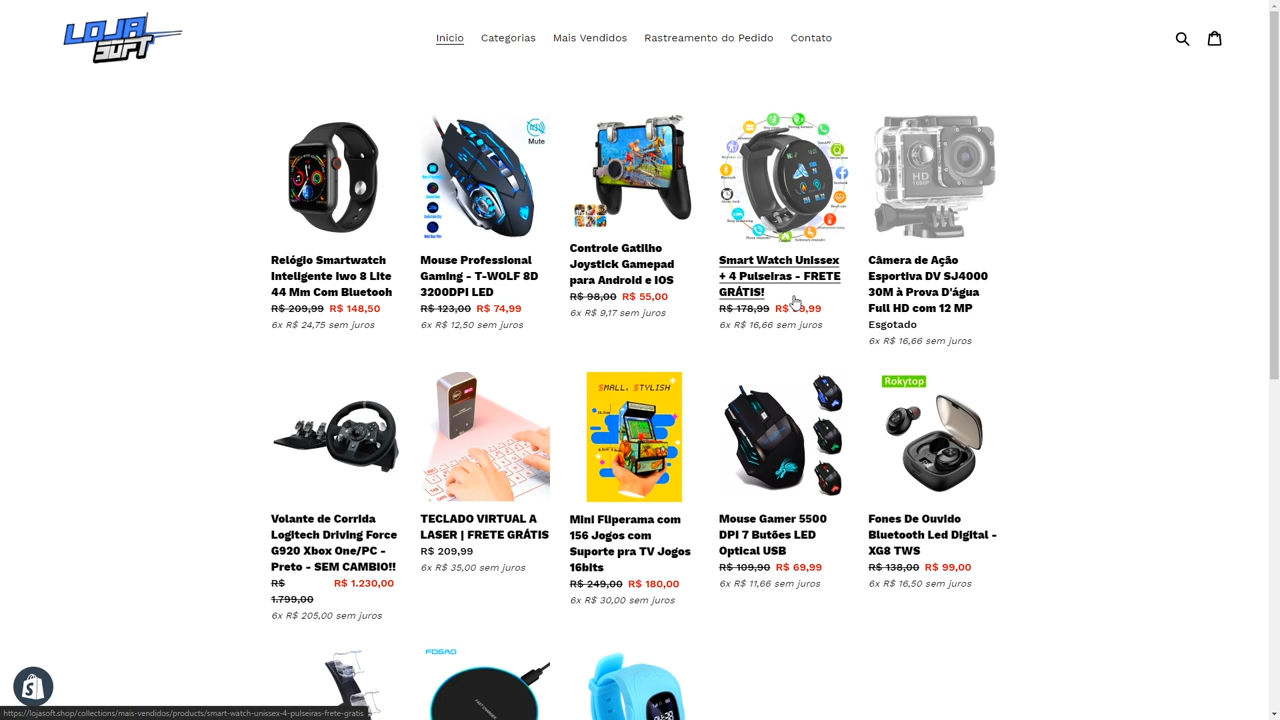 LOJA SOFT
Inicio
Categorias
Mais Vendidos
Rastreamento do Pedido
Contato
Mute
HD
1080P
Relógio Smartwatch
Inteligente Iwo 8 Lite
44 Mm Com Bluetooh
R$ 209,99 R$ 148,50
6x R$ 24,75 sem juros
Mouse Professional
Gaming - T-WOLF 8D
3200DPI LED
R$ 123,00 R$ 74,99
6x R$ 12,50 sem juros
Controle Gatilho
Joystick Gamepad
para Android e iOS
R$ 98,00 R$ 55,00
6x R$ 9,17 sem juros
Smart Watch Unissex
+ 4 Pulseiras - FRETE
GRÁTIS!
R$ 178,99 R$ 9,99
6x R$ 16,66 sem juros
Câmera de Ação
Esportiva DV SJ4000
30M à Prova D'água
Full HD com 12 MP
Esgotado
6x R$ 16,66 sem juros
SMALL, STYLISH
Rokytop
Volante de Corrida
Logitech Driving Force
G920 Xbox One/PC -
Preto - SEM CAMBIO!!
R$ 1.799,00 R$ 1.230,00
6x R$ 205,00 sem juros
TECLADO VIRTUAL A
LASER | FRETE GRÁTIS
R$ 209,99
6x R$ 35,00 sem juros
Mini Fliperama com
156 Jogos com
Suporte pra TV Jogos
16bits
R$ 249,00 R$ 180,00
6x R$ 30,00 sem juros
Mouse Gamer 5500
DPI 7 Butões LED
Optical USB
R$ 109,90 R$ 69,99
6x R$ 11,66 sem juros
Fones De Ouvido
Bluetooth Led Digital -
XG8 TWS
R$ 138,00 R$ 99,00
6x R$ 16,50 sem juros
FDGAO
FAST CHARGE
https://lojasoft.shop/collections/mais-vendidos/products/smart-watch-unissex-4-pulseiras-frete-gratis